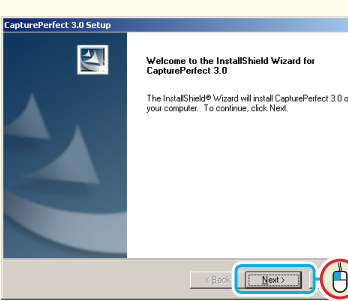 CapturePerfect 3.0 Setup
Welcome to the InstallShield Wizard for
CapturePerfect 3.0
The InstallShield® Wizard will install CapturePerfect 3.0 o
your computer. To continue, click Next.
< Back
Next >